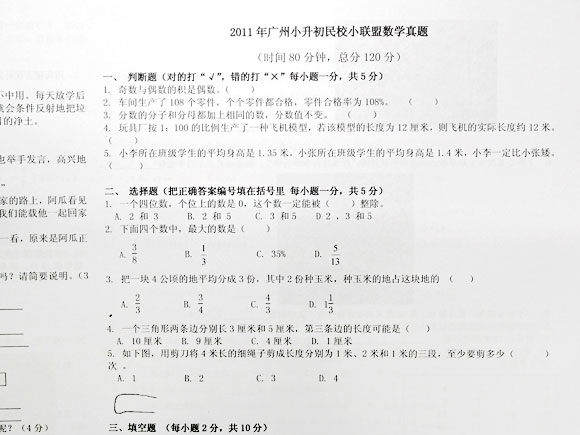 不中用。每天放学后
就会条件反射地把垃
圾的净土。
也举手发言,高兴地
”
家的路上,阿瓜看见
我们能载他一起回家
一看,原来是阿瓜正
吗?请简要说明。(3
呢?(4分)
2011年广州小升初民校小联盟数学真题
(时间80分钟,总分120分)
一、 判断题(对的打“√”,错的打“×”每小题一分,共5分)
1. 奇数与偶数的积是偶数。( )
2. 车间生产了108个零件,个个零件都合格,零件合格率为108%。 ( )
3. 分数的分子和分母都加上相同的数,分数值不变。 ( )
4. 玩具厂按1:100的比例生产了一种飞机模型,若该模型的长度为12厘米,则飞机的实际长度约12米。
( )
5. 小李所在班级学生的平均身高是1.35米,小张所在班级学生的平均身高是1.4米,小李一定比小张矮。
( )
二、 选择题(把正确答案编号填在括号里 每小题一分,共5分)
1. 一个四位数,个位上的数是0,这个数一定能被( )整除。
A. 2 和 3 B. 2 和 5 C. 3 和 5 D 2 、3 和 5
2. 下面四个数中,最大的数是( )
A. 3/8 B. 1/3 C. 35% D. 5/13
3. 把一块4公顷的地平均分成3份,其中2份种玉米,种玉米的地占这块地的 ( )
A. 2/3 B. 3/4 C. 4/3 D. 1 1/3
4. 一个三角形两条边分别长3厘米和5厘米,第三条边的长度可能是( )
A. 10厘米 B. 9厘米 C. 4厘米 D. 1厘米
5. 如下图,用剪刀将4米长的细绳子剪成长度分别为1米、2米和1米的三段,至少要剪多少( )
次 。
A. 1 B. 2 C. 3 D. 4
三、填空题 (每小题2分,共10分)